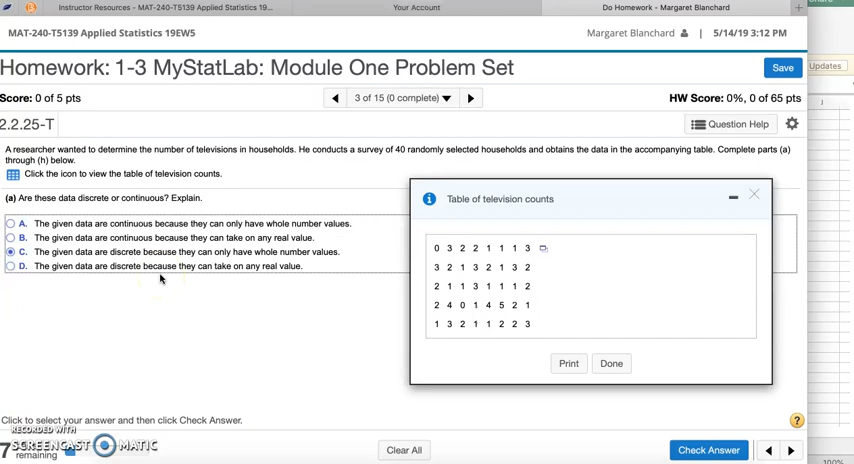 Instructor Resources - MAT-240-T5139 Applied Statistics 19...
Your Account
Do Homework - Margaret Blanchard
MAT-240-T5139 Applied Statistics 19EW5
Margaret Blanchard | 5/14/19 3:12 PM
Updates
Homework: 1-3 MyStatLab: Module One Problem Set
Save
Score: 0 of 5 pts
3 of 15 (0 complete)
HW Score: 0%, 0 of 65 pts
J
2.2.25-T
Question Help
A researcher wanted to determine the number of televisions in households. He conducts a survey of 40 randomly selected households and obtains the data in the accompanying table. Complete parts (a)
through (h) below.
Click the icon to view the table of television counts.
(a) Are these data discrete or continuous? Explain.
A. The given data are continuous because they can only have whole number values.
B. The given data are continuous because they can take on any real value.
C. The given data are discrete because they can only have whole number values.
D. The given data are discrete because they can take on any real value.
Table of television counts
0 3 2 2 1 1 1 3
3 2 1 3 2 1 3 2
2 1 1 3 1 1 1 2
2 4 0 1 4 5 2 1
1 3 2 1 1 2 2 3
Print
Done
Click to select your answer and then click Check Answer.
?
RECORDED WITH
SCREENCAST MATIC
7
remaining
Clear All
Check Answer
100%